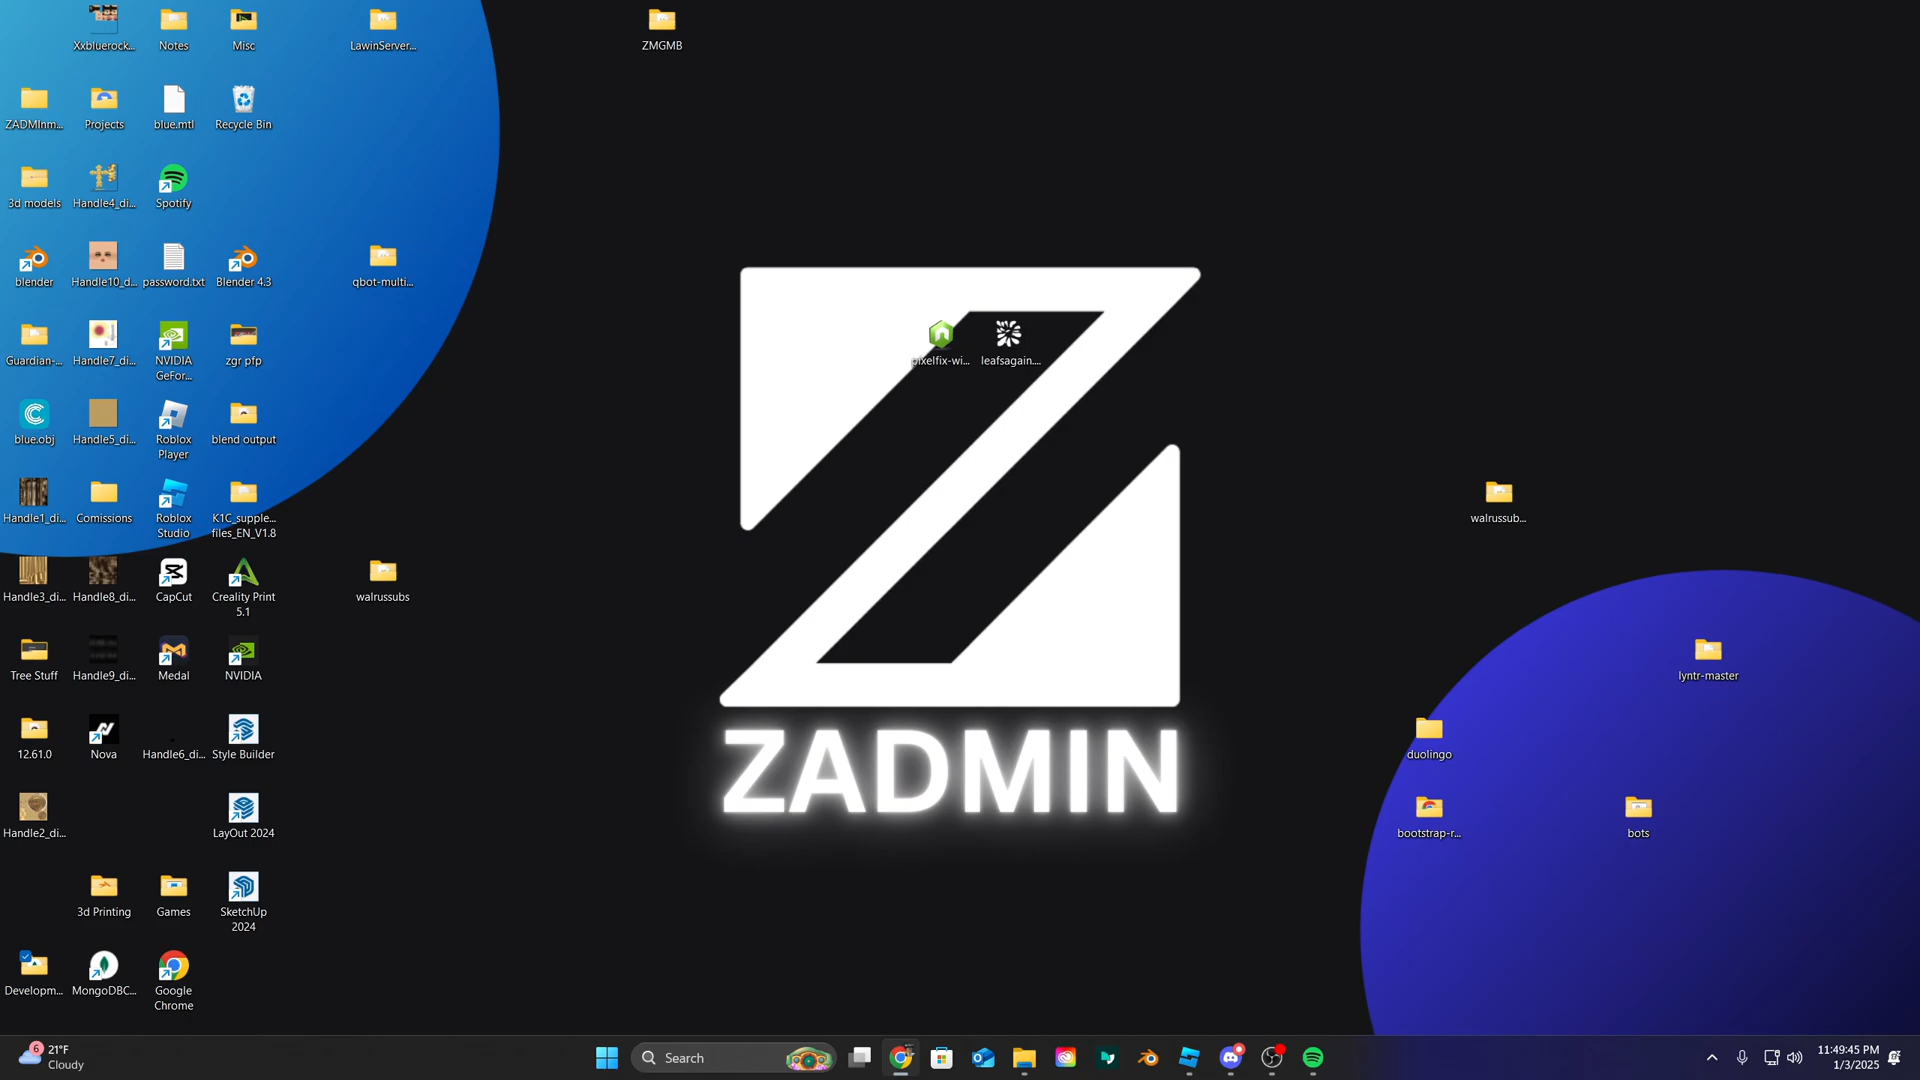 Xxbluerock...
Notes
Misc
LawinServer...
ZMGMB
ZADMInm...
Projects
blue.mtl
Recycle Bin
3d models
Handle4_di...
Spotify
blender
Handle10_d...
password.txt
Blender 4.3
qbot-multi...
Guardian-...
Handle7_di...
NVIDIA
GeFor...
zgr pfp
pixelfix-wi...
leafsagain....
blue.obj
Handle5_di...
Roblox
Player
blend output
Handle1_di...
Comissions
Roblox
Studio
K1C_supple...
files_EN_V1.8
walrussub...
Handle3_di...
Handle8_di...
CapCut
Creality Print
5.1
walrussubs
Tree Stuff
Handle9_di...
Medal
NVIDIA
lyntr-master
12.61.0
Nova
Handle6_di...
Style Builder
duolingo
ZADMIN
Handle2_di...
LayOut 2024
bootstrap-r...
bots
3d Printing
Games
SketchUp
2024
Developm...
MongoDBC...
Google
Chrome
6
21°F
Cloudy
Search
11:49:45 PM
1/3/2025